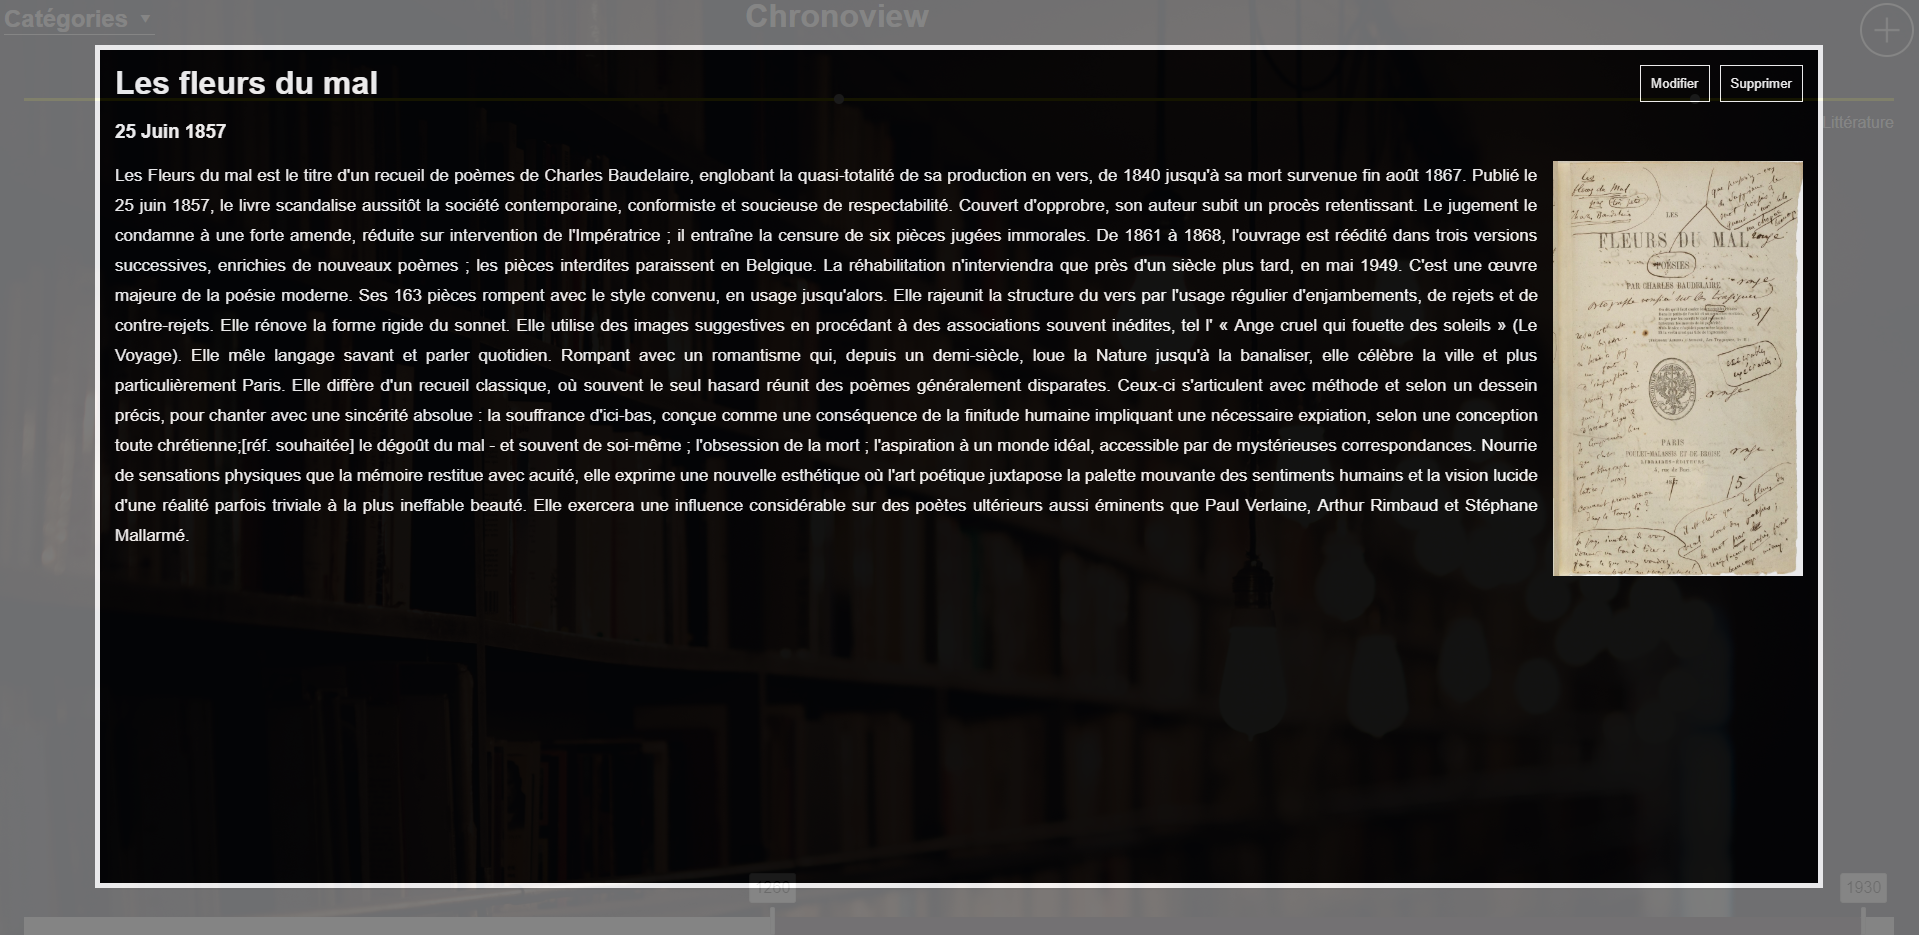 Catégories ▼
Chronoview
Les fleurs du mal
Modifier
Supprimer
25 Juin 1857
Littérature
Les Fleurs du mal est le titre d'un recueil de poèmes de Charles Baudelaire, englobant la quasi-totalité de sa production en vers, de 1840 jusqu'à sa mort survenue fin août 1867. Publié le
25 juin 1857, le livre scandalise aussitôt la société contemporaine, conformiste et soucieuse de respectabilité. Couvert d'opprobre, son auteur subit un procès retentissant. Le jugement le
condamne à une forte amende, réduite sur intervention de l'Impératrice ; il entraîne la censure de six pièces jugées immorales. De 1861 à 1868, l'ouvrage est réédité dans trois versions
successives, enrichies de nouveaux poèmes ; les pièces interdites paraissent en Belgique. La réhabilitation n'interviendra que près d'un siècle plus tard, en mai 1949. C'est une œuvre
majeure de la poésie moderne. Ses 163 pièces rompent avec le style convenu, en usage jusqu'alors. Elle rajeunit la structure du vers par l'usage régulier d'enjambements, de rejets et de
contre-rejets. Elle rénove la forme rigide du sonnet. Elle utilise des images suggestives en procédant à des associations souvent inédites, tel l' « Ange cruel qui fouette des soleils » (Le
Voyage). Elle mêle langage savant et parler quotidien. Rompant avec un romantisme qui, depuis un demi-siècle, loue la Nature jusqu'à la banaliser, elle célèbre la ville et plus
particulièrement Paris. Elle diffère d'un recueil classique, où souvent le seul hasard réunit des poèmes généralement disparates. Ceux-ci s'articulent avec méthode et selon un dessein
précis, pour chanter avec une sincérité absolue : la souffrance d'ici-bas, conçue comme une conséquence de la finitude humaine impliquant une nécessaire expiation, selon une conception
toute chrétienne;[réf. souhaitée] le dégoût du mal - et souvent de soi-même ; l'obsession de la mort ; l'aspiration à un monde idéal, accessible par de mystérieuses correspondances. Nourrie
de sensations physiques que la mémoire restitue avec acuité, elle exprime une nouvelle esthétique où l'art poétique juxtapose la palette mouvante des sentiments humains et la vision lucide
d'une réalité parfois triviale à la plus ineffable beauté. Elle exercera une influence considérable sur des poètes ultérieurs aussi éminents que Paul Verlaine, Arthur Rimbaud et Stéphane
Mallarmé.
LES
FLEURS DU MAL
POÉSIES
PAR CHARLES BAUDELAIRE
PARIS
POULET-MALASSIS ET DE BROISE
LIBRAIRES-ÉDITEURS
1260
1930